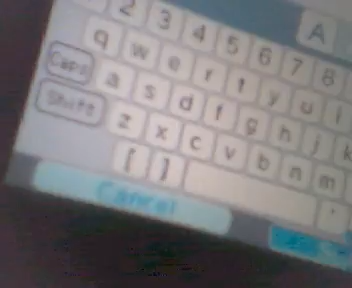 A
2 3 4 5 6 7 8
q w e r t y u i
Caps a s d f g h j k
Shift z x c v b n m
[ ] '
Cancel